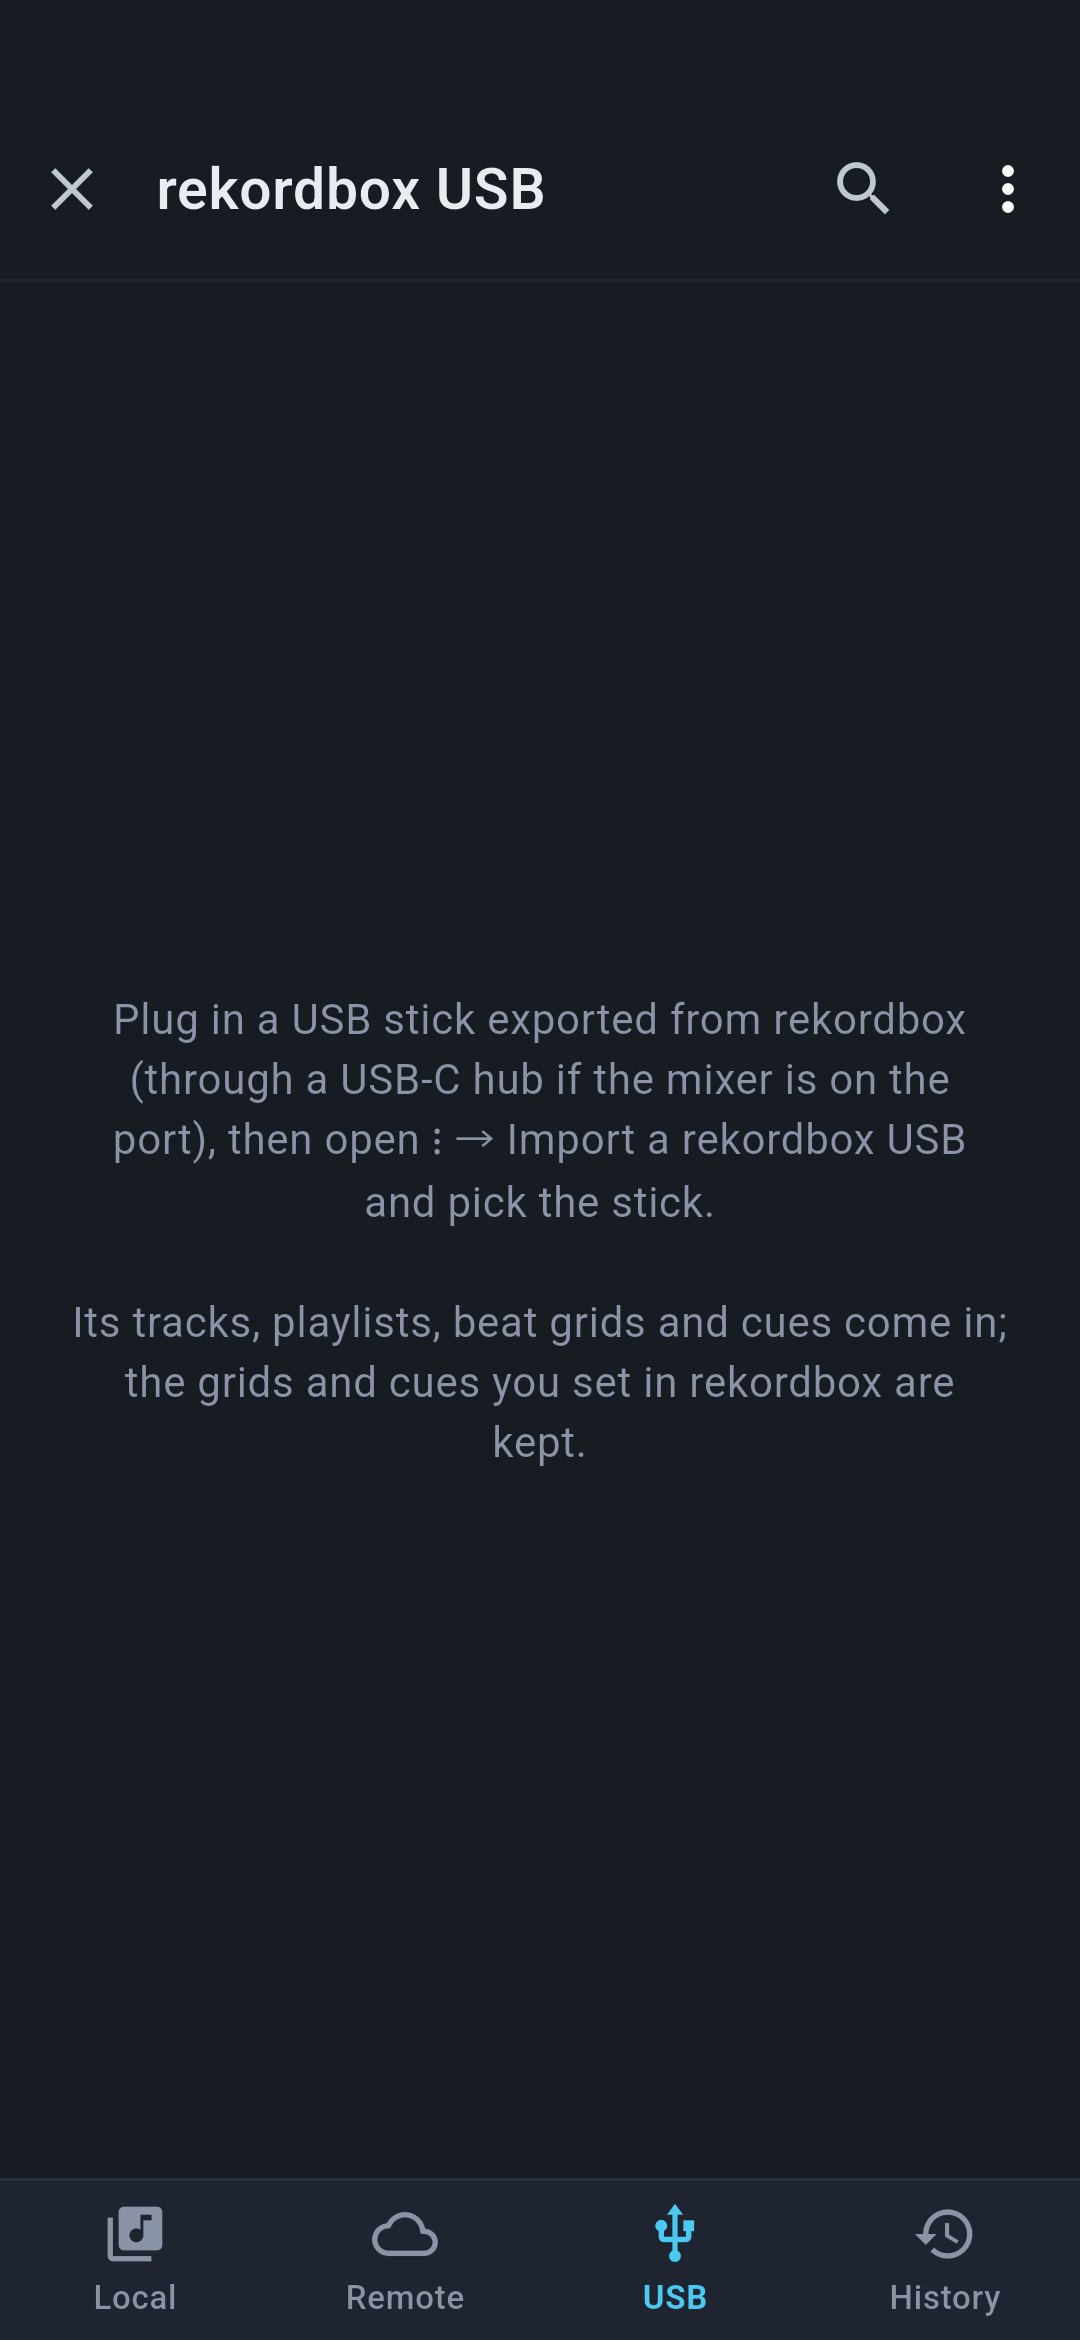 rekordbox USB
Plug in a USB stick exported from rekordbox
(through a USB-C hub if the mixer is on the
port), then open ⋮ → Import a rekordbox USB
and pick the stick.
Its tracks, playlists, beat grids and cues come in;
the grids and cues you set in rekordbox are
kept.
Local
Remote
USB
History